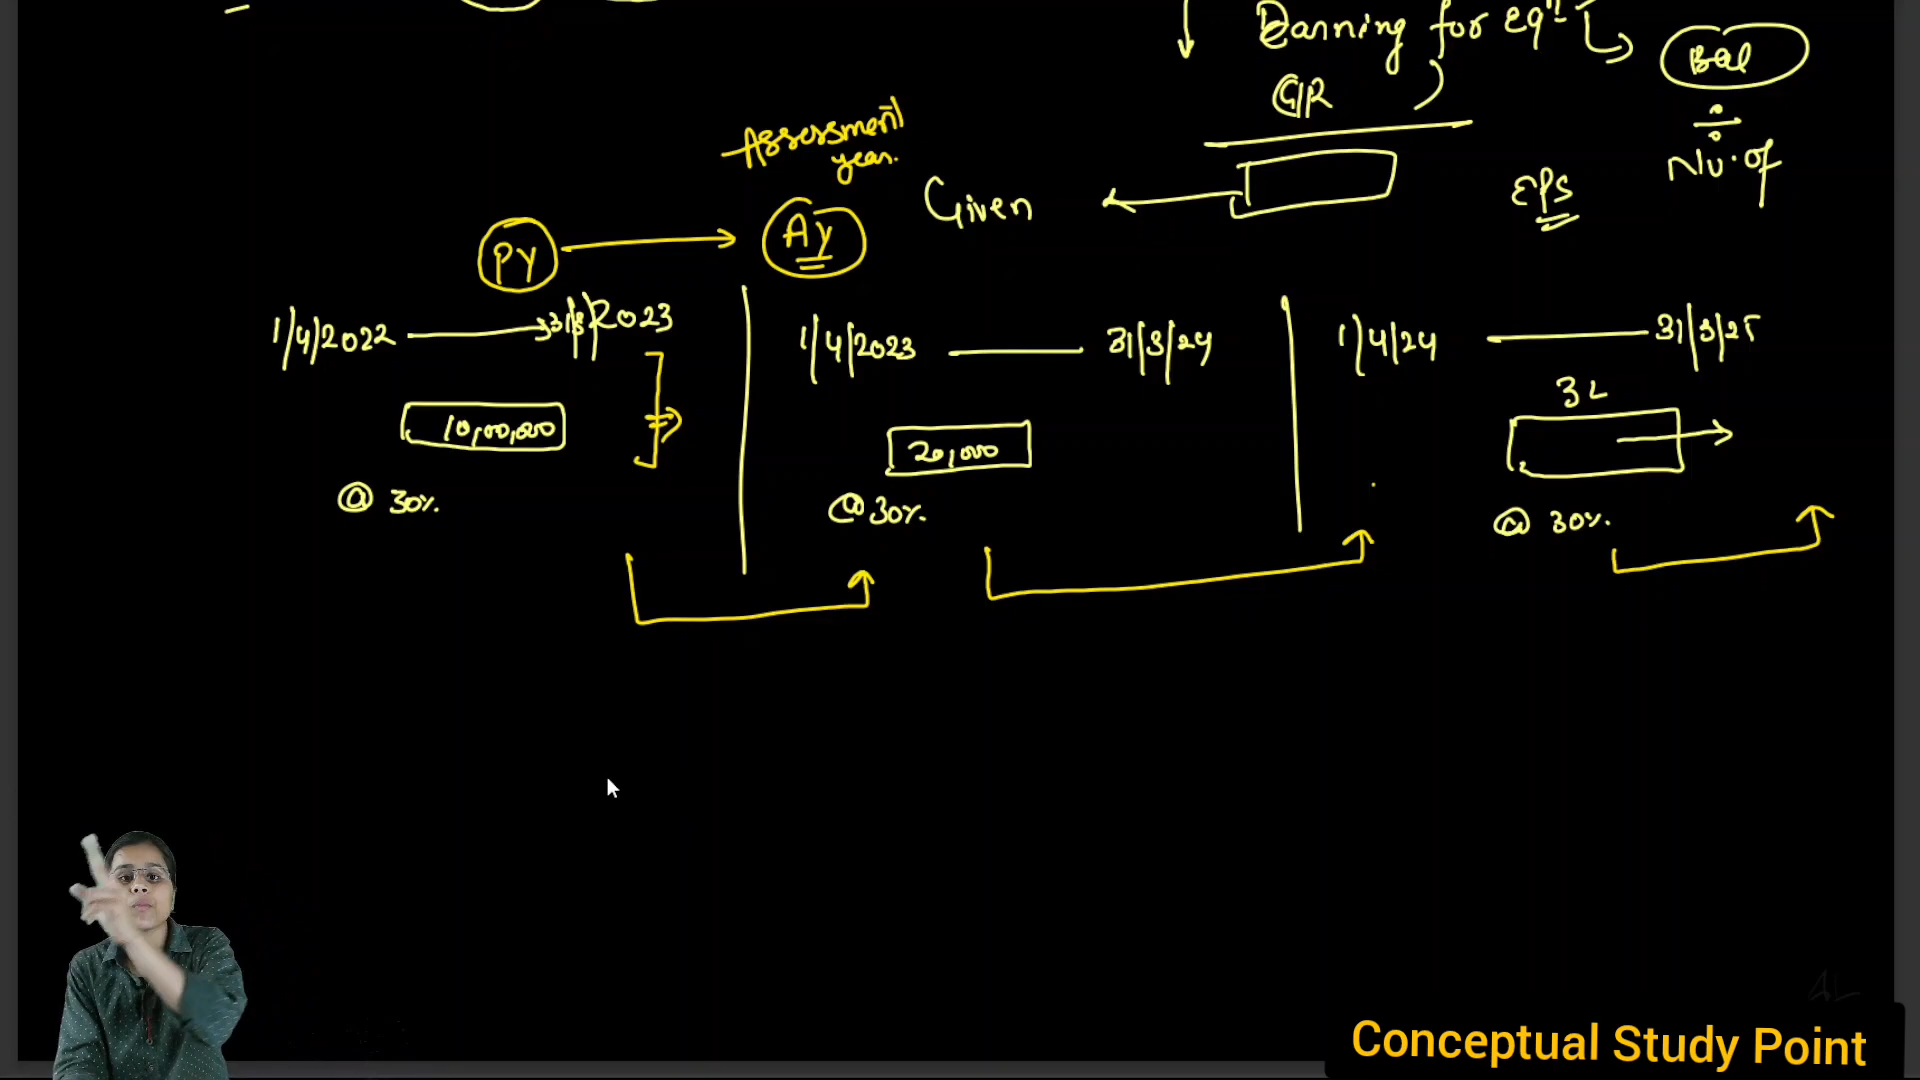 Earning for eqⁿ
Bal
G/R )
÷
Assessment
year.
No. of
Given
EPS
PY
AY
1/4/2022 31/3/2023
1/4/2023 31/3/24
1/4/24 31/3/25
3L
10,00,000
20,000
@ 30%.
@ 30%.
@ 30%.
Conceptual Study Point